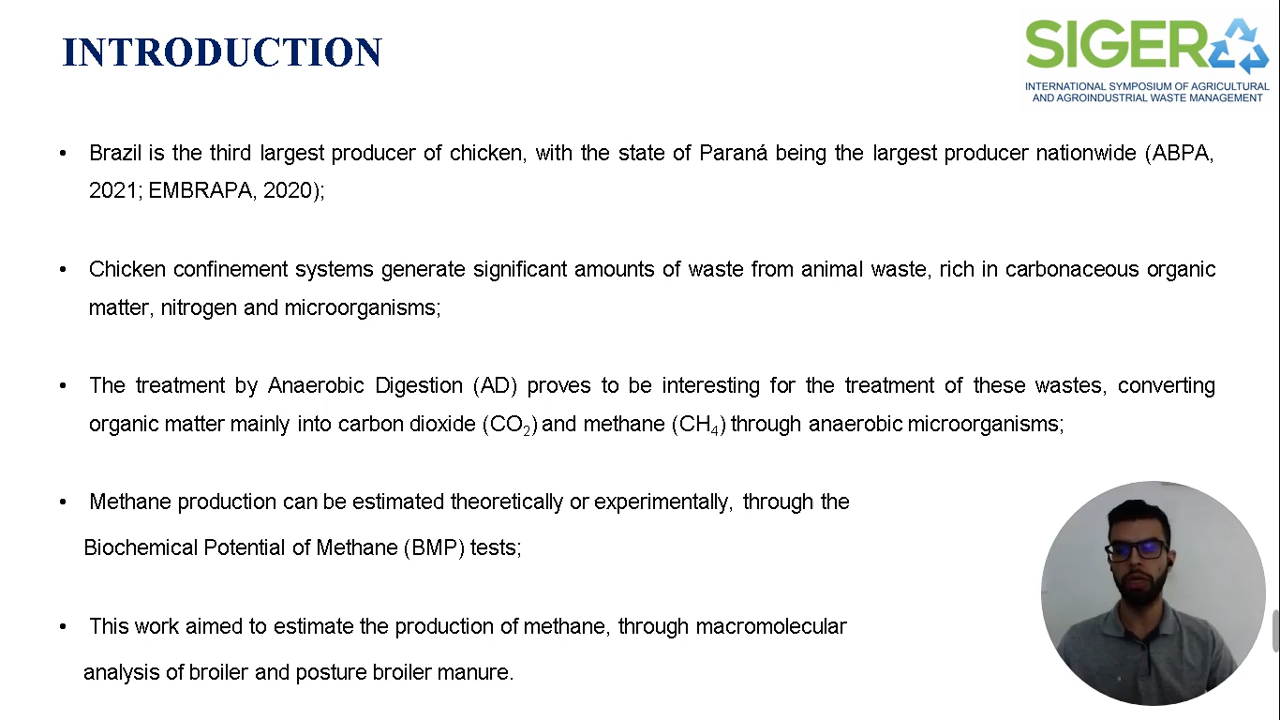 INTRODUCTION
SIGER
INTERNATIONAL SYMPOSIUM OF AGRICULTURAL
AND AGROINDUSTRIAL WASTE MANAGEMENT
• Brazil is the third largest producer of chicken, with the state of Paraná being the largest producer nationwide (ABPA,
2021; EMBRAPA, 2020);
• Chicken confinement systems generate significant amounts of waste from animal waste, rich in carbonaceous organic
matter, nitrogen and microorganisms;
• The treatment by Anaerobic Digestion (AD) proves to be interesting for the treatment of these wastes, converting
organic matter mainly into carbon dioxide (CO₂) and methane (CH₄) through anaerobic microorganisms;
• Methane production can be estimated theoretically or experimentally, through the
Biochemical Potential of Methane (BMP) tests;
• This work aimed to estimate the production of methane, through macromolecular
analysis of broiler and posture broiler manure.